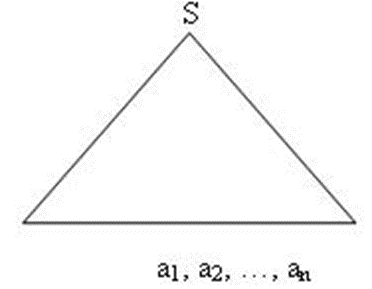 S
a1, a2, ..., an